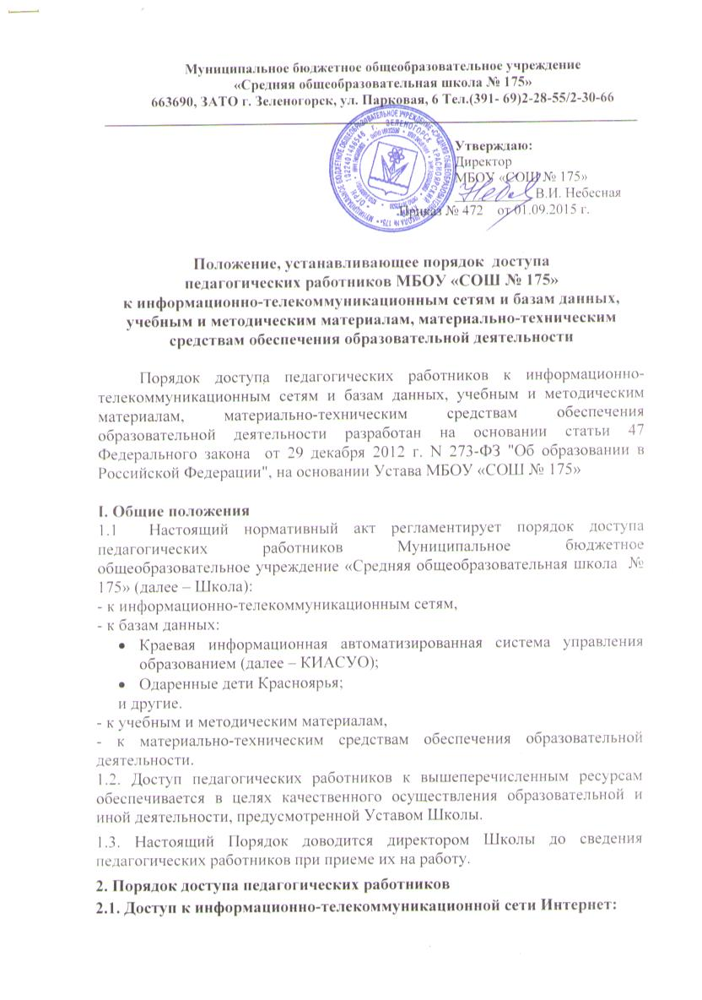 Муниципальное бюджетное общеобразовательное учреждение
«Средняя общеобразовательная школа № 175»
663690, ЗАТО г. Зеленогорск, ул. Парковая, 6 Тел.(391- 69)2-28-55/2-30-66
Утверждаю:
Директор
МБОУ «СОШ № 175»
В.И. Небесная
Приказ № 472 от 01.09.2015 г.
Положение, устанавливающее порядок доступа
педагогических работников МБОУ «СОШ № 175»
к информационно-телекоммуникационным сетям и базам данных,
учебным и методическим материалам, материально-техническим
средствам обеспечения образовательной деятельности
Порядок доступа педагогических работников к информационно-
телекоммуникационным сетям и базам данных, учебным и методическим
материалам, материально-техническим средствам обеспечения
образовательной деятельности разработан на основании статьи 47
Федерального закона от 29 декабря 2012 г. N 273-ФЗ "Об образовании в
Российской Федерации", на основании Устава МБОУ «СОШ № 175»
I. Общие положения
1.1 Настоящий нормативный акт регламентирует порядок доступа
педагогических работников Муниципальное бюджетное
общеобразовательное учреждение «Средняя общеобразовательная школа №
175» (далее – Школа):
- к информационно-телекоммуникационным сетям,
- к базам данных:
• Краевая информационная автоматизированная система управления
образованием (далее – КИАСУО);
• Одаренные дети Красноярья;
и другие.
- к учебным и методическим материалам,
- к материально-техническим средствам обеспечения образовательной
деятельности.
1.2. Доступ педагогических работников к вышеперечисленным ресурсам
обеспечивается в целях качественного осуществления образовательной и
иной деятельности, предусмотренной Уставом Школы.
1.3. Настоящий Порядок доводится директором Школы до сведения
педагогических работников при приеме их на работу.
2. Порядок доступа педагогических работников
2.1. Доступ к информационно-телекоммуникационной сети Интернет: